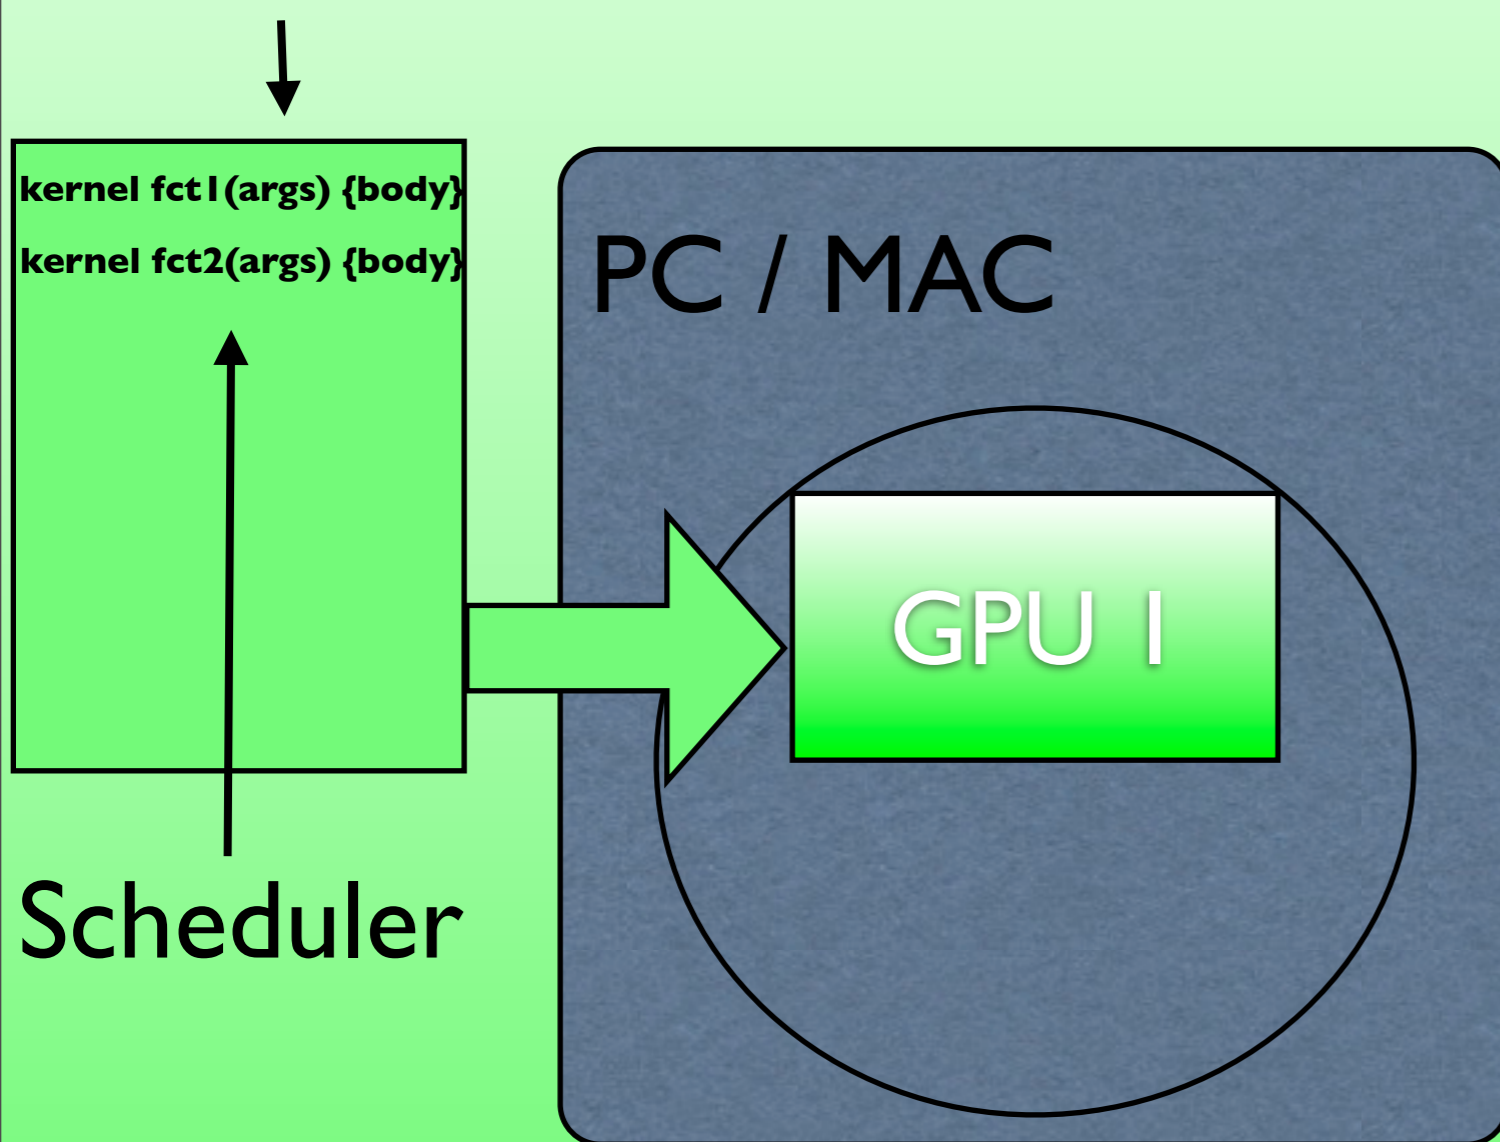 kernel fct1(args) {body}
kernel fct2(args) {body}
PC / MAC
GPU 1
Scheduler